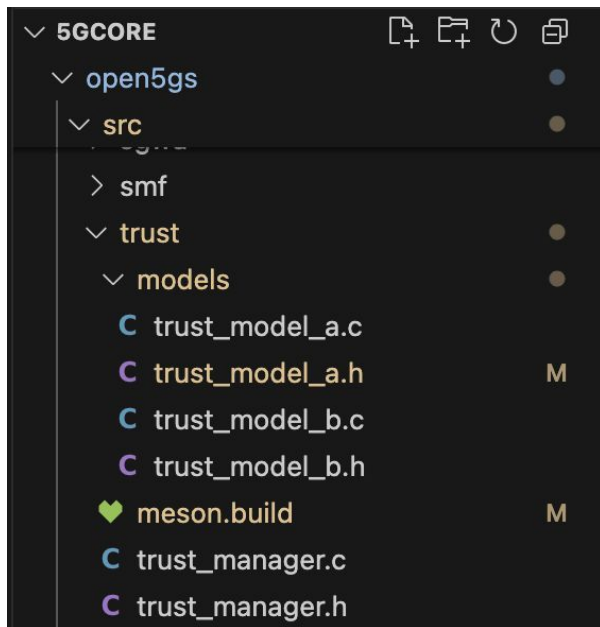 5GCORE
open5gs
src
smf
trust
models
C trust_model_a.c
C trust_model_a.h M
C trust_model_b.c
C trust_model_b.h
meson.build M
C trust_manager.c
C trust_manager.h